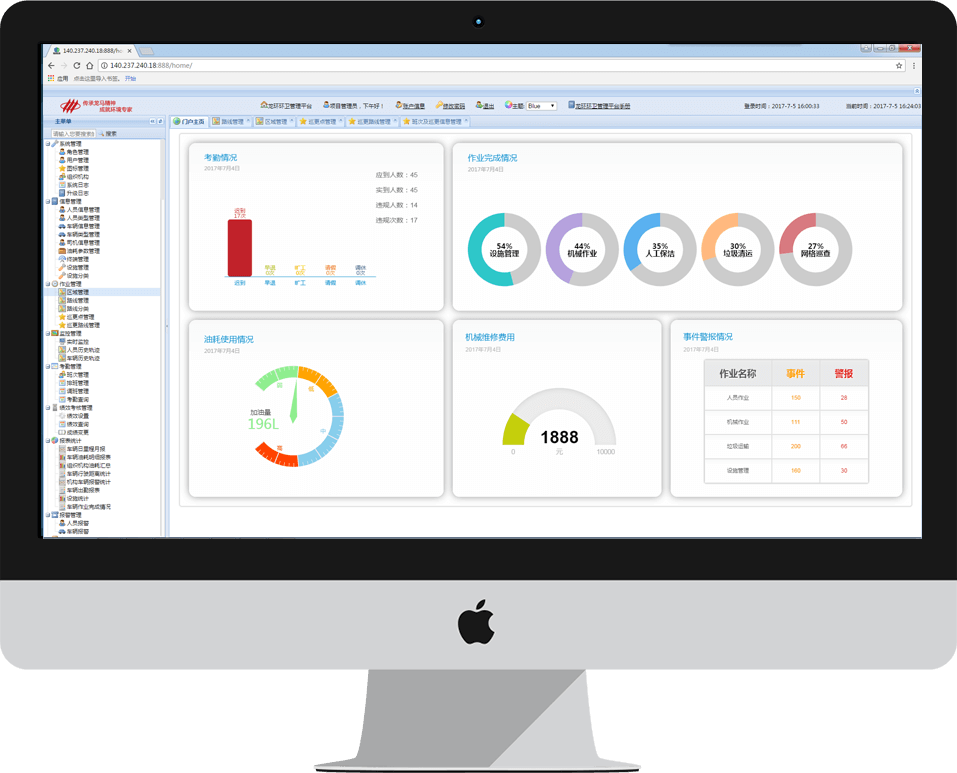 140.237.240.18:888/ho
140.237.240.18:888/home/
应用 点击这里导入书签。 开始
传承龙马精神
成就环境专家
龙环环卫管理平台 项目管理员，下午好！ 账户信息 修改密码 退出 主题: Blue 龙环环卫管理平台手册 登录时间：2017-7-5 16:00:33 当前时间：2017-7-5 16:24:03
主菜单
门户主页 路线管理 区域管理 巡更点管理 巡更路线管理 班次及巡更信息管理
请输入您要搜索的 搜索
系统管理
角色管理
用户管理
图标管理
组织机构
系统日志
升级日志
信息管理
人员信息管理
人员类型管理
车辆信息管理
车辆类型管理
司机信息管理
油耗参数管理
终端管理
设施管理
设施分类
作业管理
区域管理
路线管理
路线分类
巡更点管理
巡更路线管理
监控管理
实时监控
人员历史轨迹
车辆历史轨迹
考勤管理
班次管理
排班管理
调班管理
考勤查询
绩效考核管理
绩效设置
绩效查询
成绩变更
报表统计
车辆日里程月报
车辆油耗明细报表
组织机构油耗汇总
车辆行驶距离统计
机构车辆报警统计
车辆出勤报表
设施统计
车辆作业完成情况
报警管理
人员报警
车辆报警
考勤情况
2017年7月4日
应到人数：45
实到人数：45
违规人数：14
违规次数：17
迟到
17次
早退
0次
旷工
0次
请假
0次
调休
0次
迟到 早退 旷工 请假 调休
作业完成情况
2017年7月4日
54%
设施管理
44%
机械作业
35%
人工保洁
30%
垃圾清运
27%
网格巡查
油耗使用情况
2017年7月4日
加油量
196L
低
中
高
机械维修费用
2017年7月4日
1888
0 元 10000
事件警报情况
2017年7月4日
作业名称 事件 警报
人员作业 150 26
机械作业 111 50
垃圾运输 200 66
设施管理 160 30